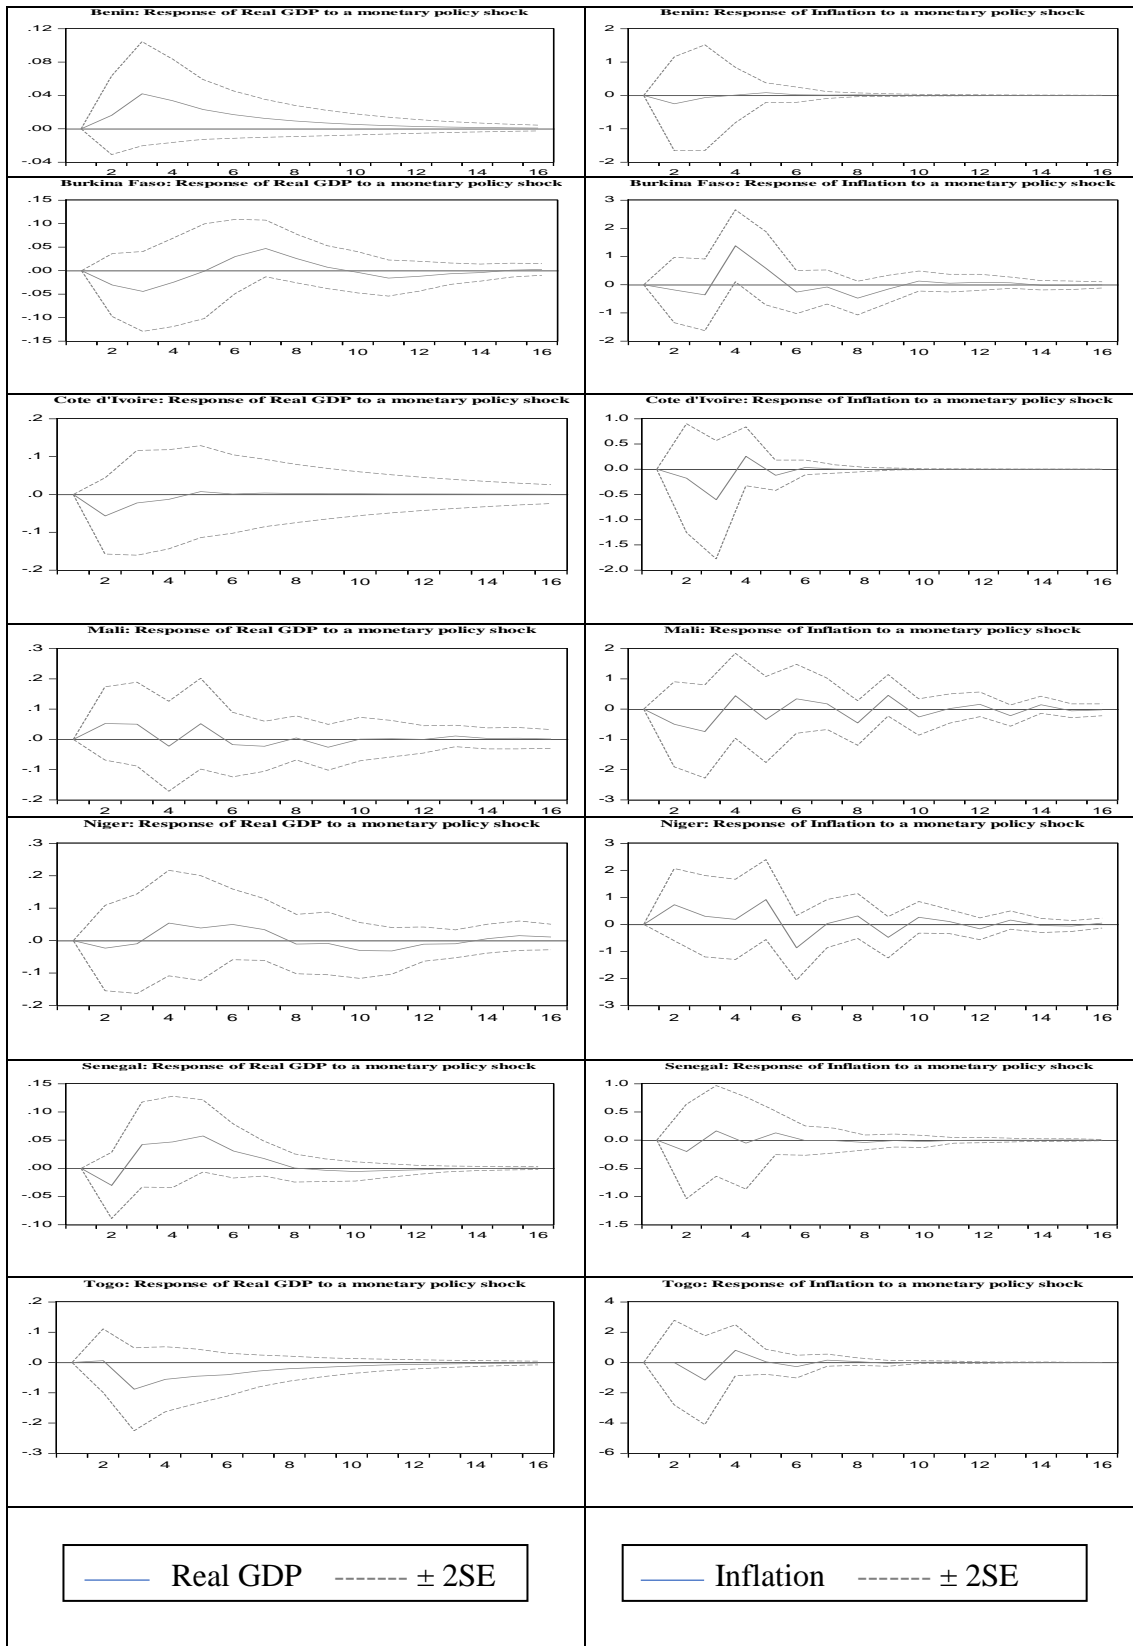 Benin: Response of Real GDP to a monetary policy shock
.12
.08
.04
.00
-.04
2 4 6 8 10 12 14 16
Benin: Response of Inflation to a monetary policy shock
2
1
0
-1
-2
2 4 6 8 10 12 14 16
Burkina Faso: Response of Real GDP to a monetary policy shock
.15
.10
.05
.00
-.05
-.10
-.15
2 4 6 8 10 12 14 16
Burkina Faso: Response of Inflation to a monetary policy shock
3
2
1
0
-1
-2
2 4 6 8 10 12 14 16
Cote d'Ivoire: Response of Real GDP to a monetary policy shock
.2
.1
.0
-.1
-.2
2 4 6 8 10 12 14 16
Cote d'Ivoire: Response of Inflation to a monetary policy shock
1.0
0.5
0.0
-0.5
-1.0
-1.5
-2.0
2 4 6 8 10 12 14 16
Mali: Response of Real GDP to a monetary policy shock
.3
.2
.1
.0
-.1
-.2
2 4 6 8 10 12 14 16
Mali: Response of Inflation to a monetary policy shock
2
1
0
-1
-2
-3
2 4 6 8 10 12 14 16
Niger: Response of Real GDP to a monetary policy shock
.3
.2
.1
.0
-.1
-.2
2 4 6 8 10 12 14 16
Niger: Response of Inflation to a monetary policy shock
3
2
1
0
-1
-2
-3
2 4 6 8 10 12 14 16
Senegal: Response of Real GDP to a monetary policy shock
.15
.10
.05
.00
-.05
-.10
2 4 6 8 10 12 14 16
Senegal: Response of Inflation to a monetary policy shock
1.0
0.5
0.0
-0.5
-1.0
-1.5
2 4 6 8 10 12 14 16
Togo: Response of Real GDP to a monetary policy shock
.2
.1
.0
-.1
-.2
-.3
2 4 6 8 10 12 14 16
Togo: Response of Inflation to a monetary policy shock
4
2
0
-2
-4
-6
2 4 6 8 10 12 14 16
Real GDP ± 2SE
Inflation ± 2SE